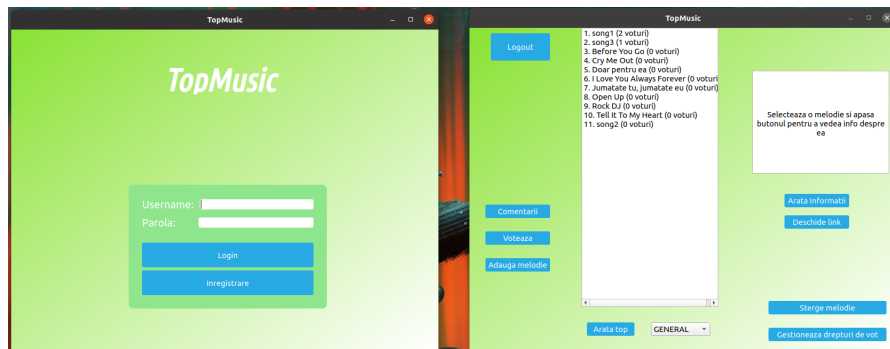 TopMusic
TopMusic
Username:
Parola:
Login
Inregistrare
TopMusic
Logout
1. song1 (2 voturi)
2. song3 (1 voturi)
3. Before You Go (0 voturi)
4. Cry Me Out (0 voturi)
5. Doar pentru ea (0 voturi)
6. I Love You Always Forever (0 voturi
7. Jumatate tu, jumatate eu (0 voturi)
8. Open Up (0 voturi)
9. Rock DJ (0 voturi)
10. Tell It To My Heart (0 voturi)
11. song2 (0 voturi)
Selecteaza o melodie si apasa
butonul pentru a vedea info despre
ea
Comentarii
Voteaza
Adauga melodie
Arata Informatii
Deschide link
Sterge melodie
Arata top
GENERAL
Gestioneaza drepturi de vot